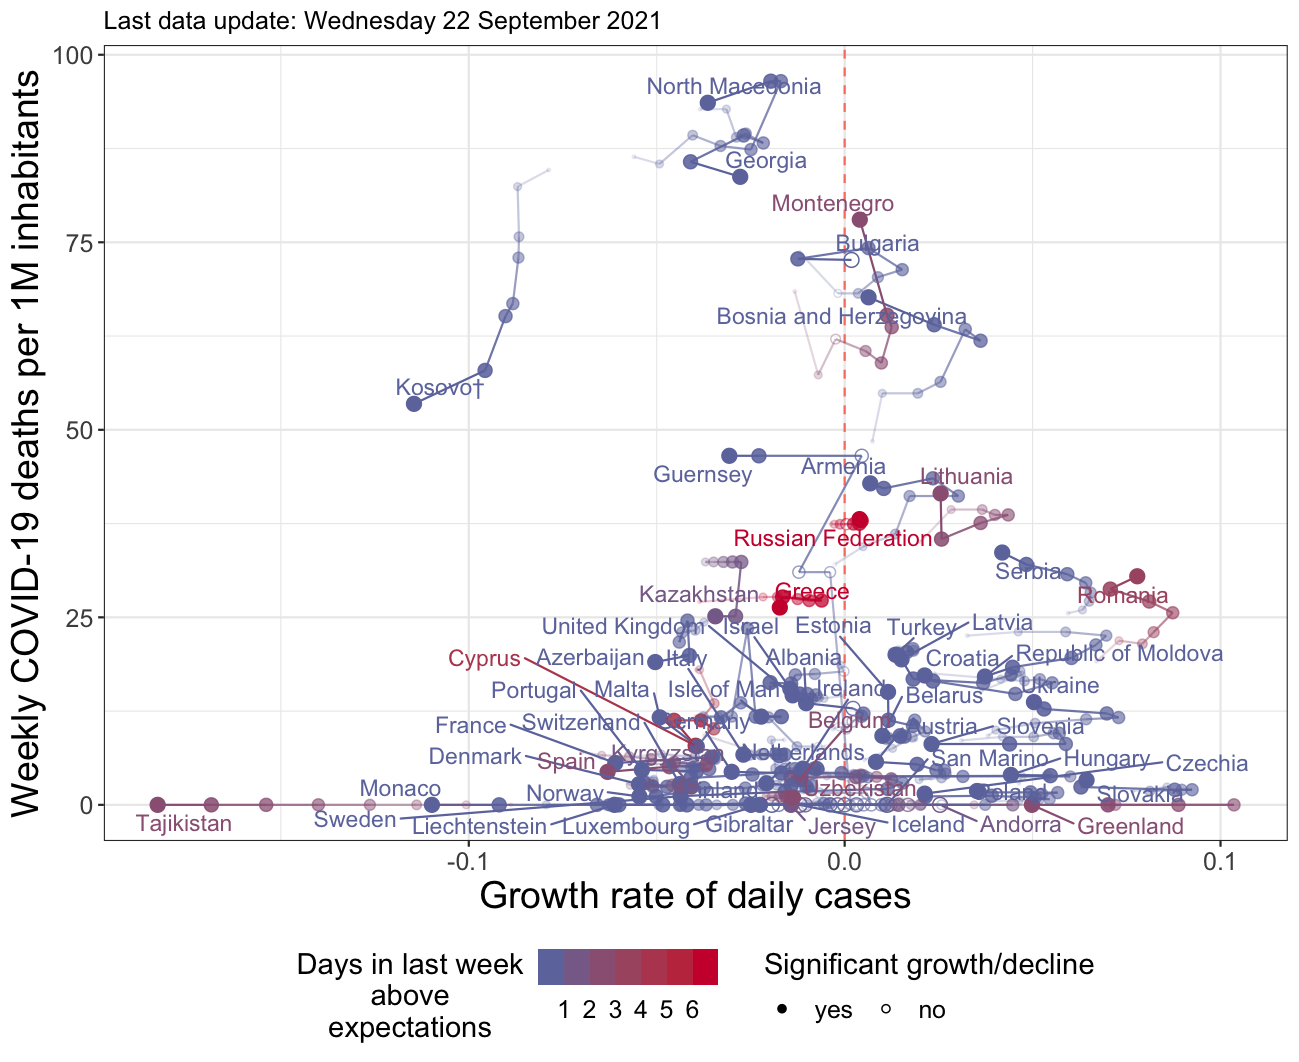 Last data update: Wednesday 22 September 2021
Weekly COVID-19 deaths per 1M inhabitants
100
75
50
25
0
North Macedonia
Georgia
Montenegro
Bulgaria
Bosnia and Herzegovina
Kosovo†
Armenia
Guernsey
Lithuania
Russian Federation
Serbia
Kazakhstan
Greece
Romania
United Kingdom
Israel
Estonia
Turkey
Latvia
Cyprus
Azerbaijan
Italy
Albania
Croatia
Republic of Moldova
Portugal
Malta
Isle of Man
Ireland
Belarus
Ukraine
France
Switzerland
Germany
Belgium
Austria
Slovenia
Denmark
Spain
Kyrgyzstan
Netherlands
San Marino
Hungary
Czechia
Monaco
Norway
Finland
Uzbekistan
Poland
Slovakia
Tajikistan
Sweden
Liechtenstein
Luxembourg
Gibraltar
Jersey
Iceland
Andorra
Greenland
-0.1
0.0
0.1
Growth rate of daily cases
Days in last week
above
expectations
1 2 3 4 5 6
Significant growth/decline
yes
no